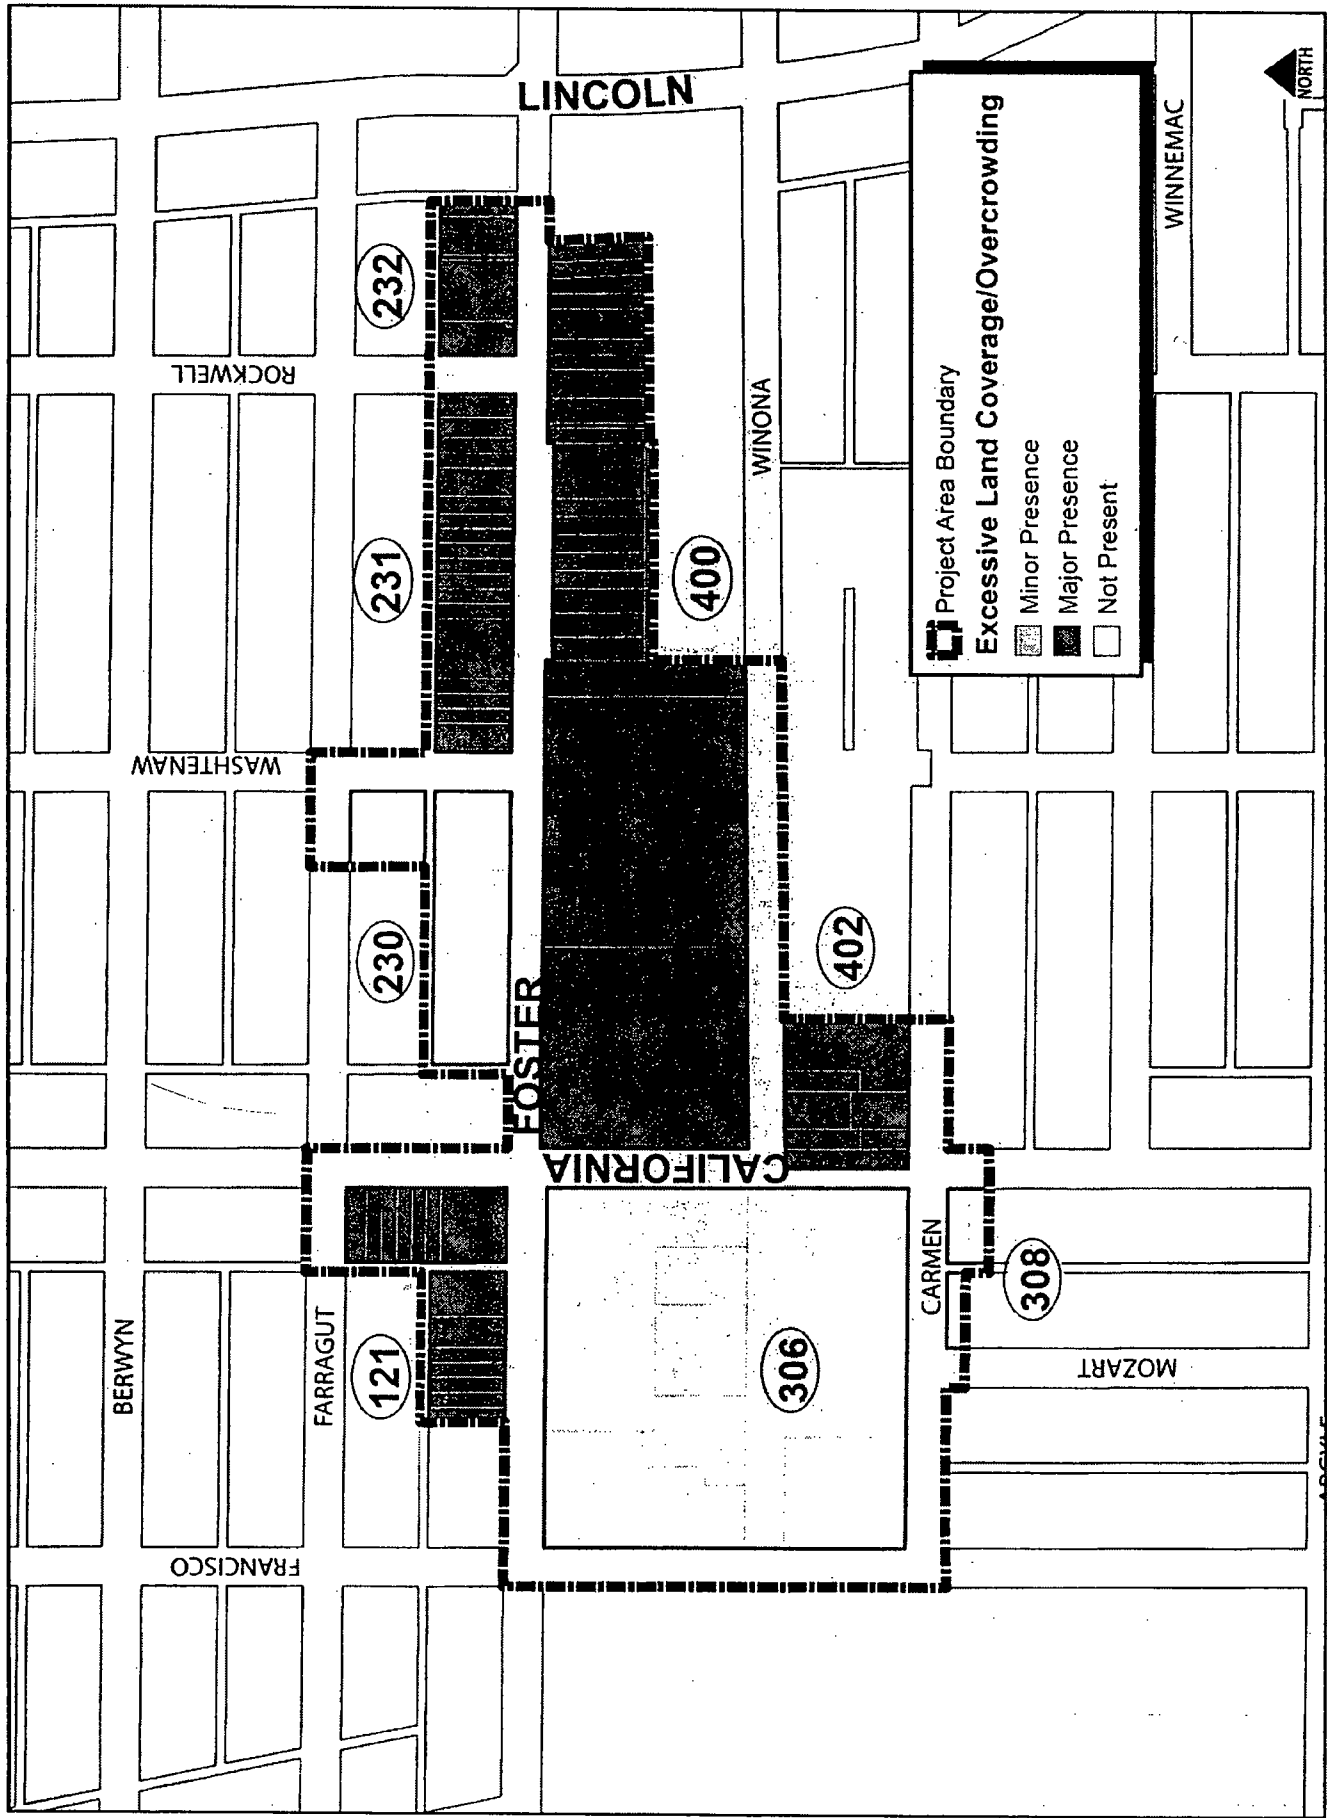 LINCOLN
NORTH
232
ROCKWELL
WINNEMAC
231
WINONA
400
Project Area Boundary
Excessive Land Coverage/Overcrowding
Minor Presence
Major Presence
Not Present
WASHTENAW
230
FOSTER
402
CALIFORNIA
BERWYN
FARRAGUT
121
306
CARMEN
308
MOZART
FRANCISCO